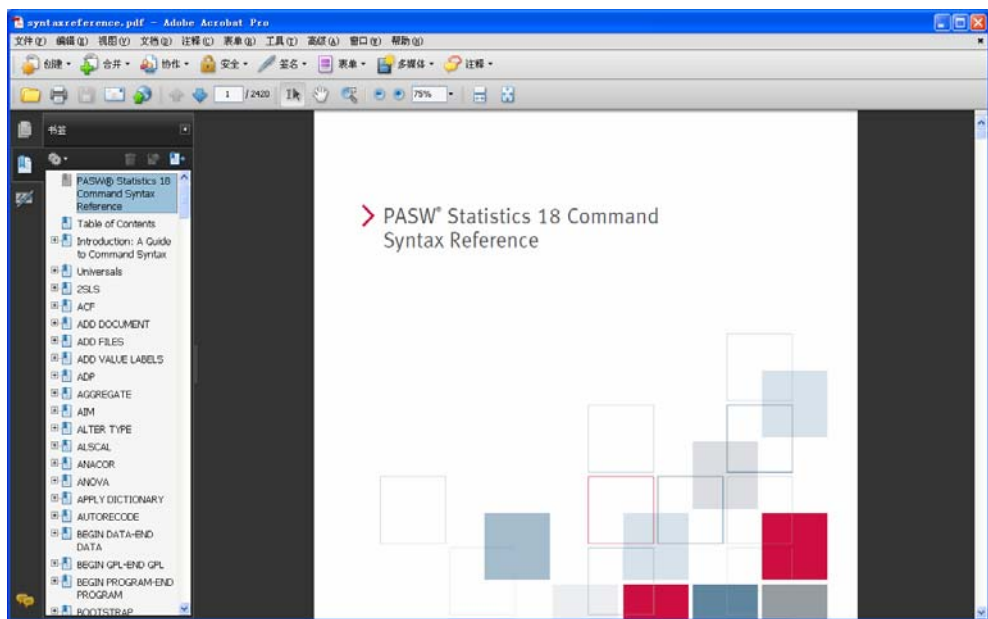 syntaxreference.pdf - Adobe Acrobat Pro
文件(F) 编辑(E) 视图(V) 文档(D) 注释(C) 表单(R) 工具(T) 高级(A) 窗口(W) 帮助(H)
创建 合并 协作 安全 签名 表单 多媒体 注释
1 / 2420 75%
书签
PASW® Statistics 18
Command Syntax
Reference
Table of Contents
Introduction: A Guide
to Command Syntax
Universals
2SLS
ACF
ADD DOCUMENT
ADD FILES
ADD VALUE LABELS
ADP
AGGREGATE
AIM
ALTER TYPE
ALSCAL
ANACOR
ANOVA
APPLY DICTIONARY
AUTORECODE
BEGIN DATA-END
DATA
BEGIN GPL-END GPL
BEGIN PROGRAM-END
PROGRAM
BOOTSTRAP
PASW® Statistics 18 Command
Syntax Reference